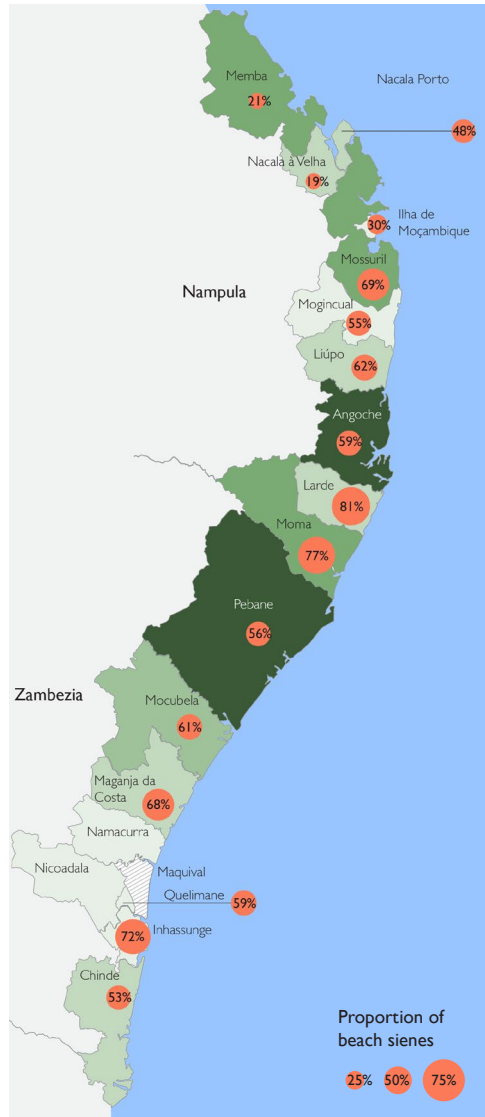 Memba
21%
Nacala Porto
48%
Nacala à Velha
19%
30%
Ilha de
Moçambique
Mossuril
69%
Nampula
Mogincual
55%
Liúpo
62%
Angoche
59%
Larde
81%
Moma
77%
Pebane
56%
Zambezia
Mocubela
61%
Maganja da
Costa
68%
Namacurra
Nicoadala
Maquival
Quelimane
59%
72%
Inhassunge
Chinde
53%
Proportion of
beach sienes
25%
50%
75%